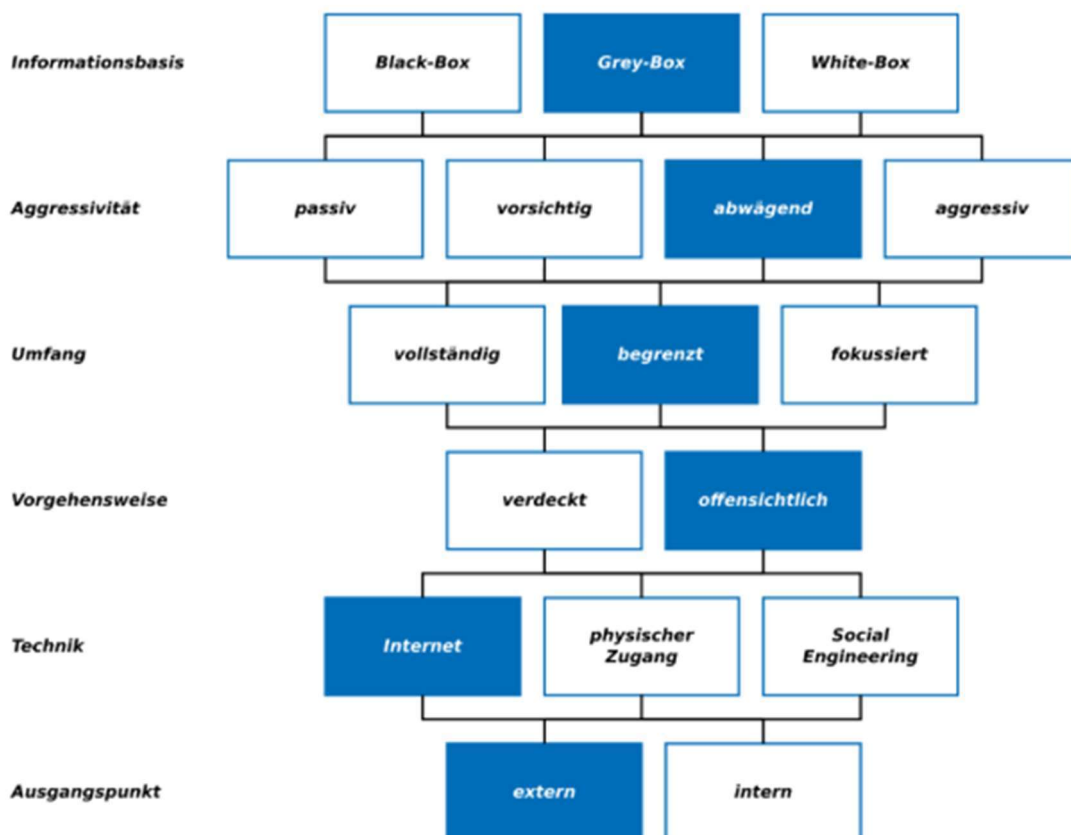 Informationsbasis
Black-Box
Grey-Box
White-Box
Aggressivität
passiv
vorsichtig
abwägend
aggressiv
Umfang
vollständig
begrenzt
fokussiert
Vorgehensweise
verdeckt
offensichtlich
Technik
Internet
physischer
Zugang
Social
Engineering
Ausgangspunkt
extern
intern